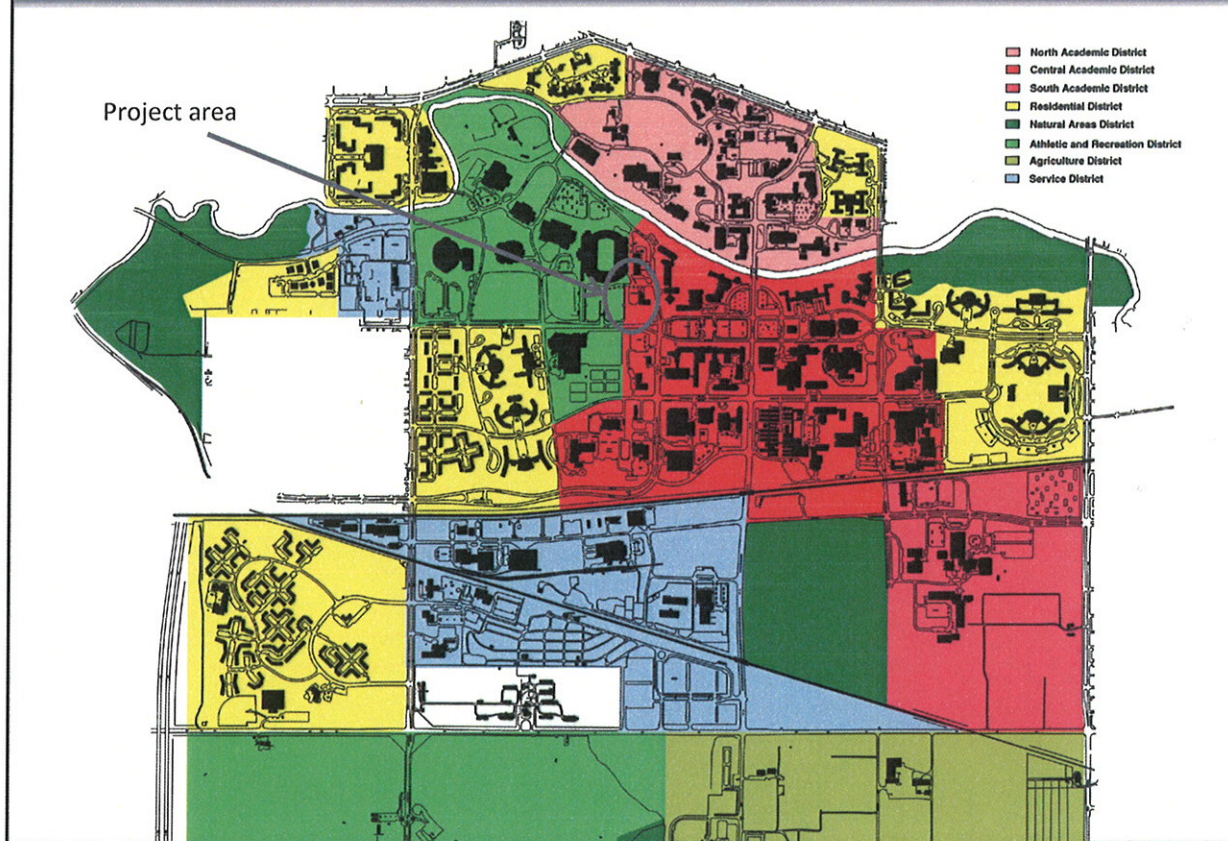 Project area
North Academic District
Central Academic District
South Academic District
Residential District
Natural Areas District
Athletic and Recreation District
Agriculture District
Service District